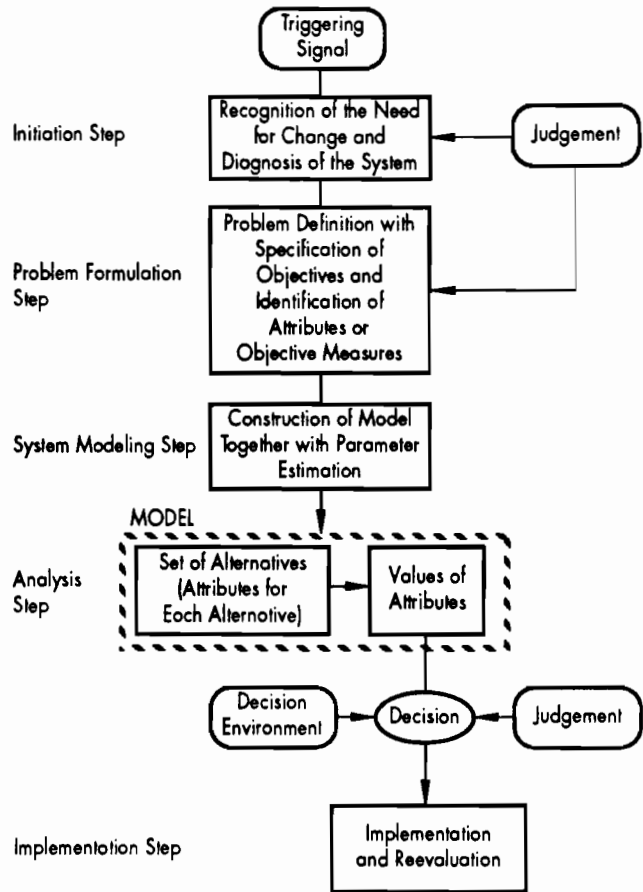 Triggering
Signal
Initiation Step
Recognition of the Need
for Change and
Diagnosis of the System
Judgement
Problem Formulation
Step
Problem Definition with
Specification of
Objectives and
Identification of
Attributes or
Objective Measures
System Modeling Step
Construction of Model
Together with Parameter
Estimation
MODEL
Analysis
Step
Set of Alternatives
(Attributes for
Eoch Alternative)
Values of
Attributes
Decision
Environment
Decision
Judgement
Implementation Step
Implementation
and Reevaluation